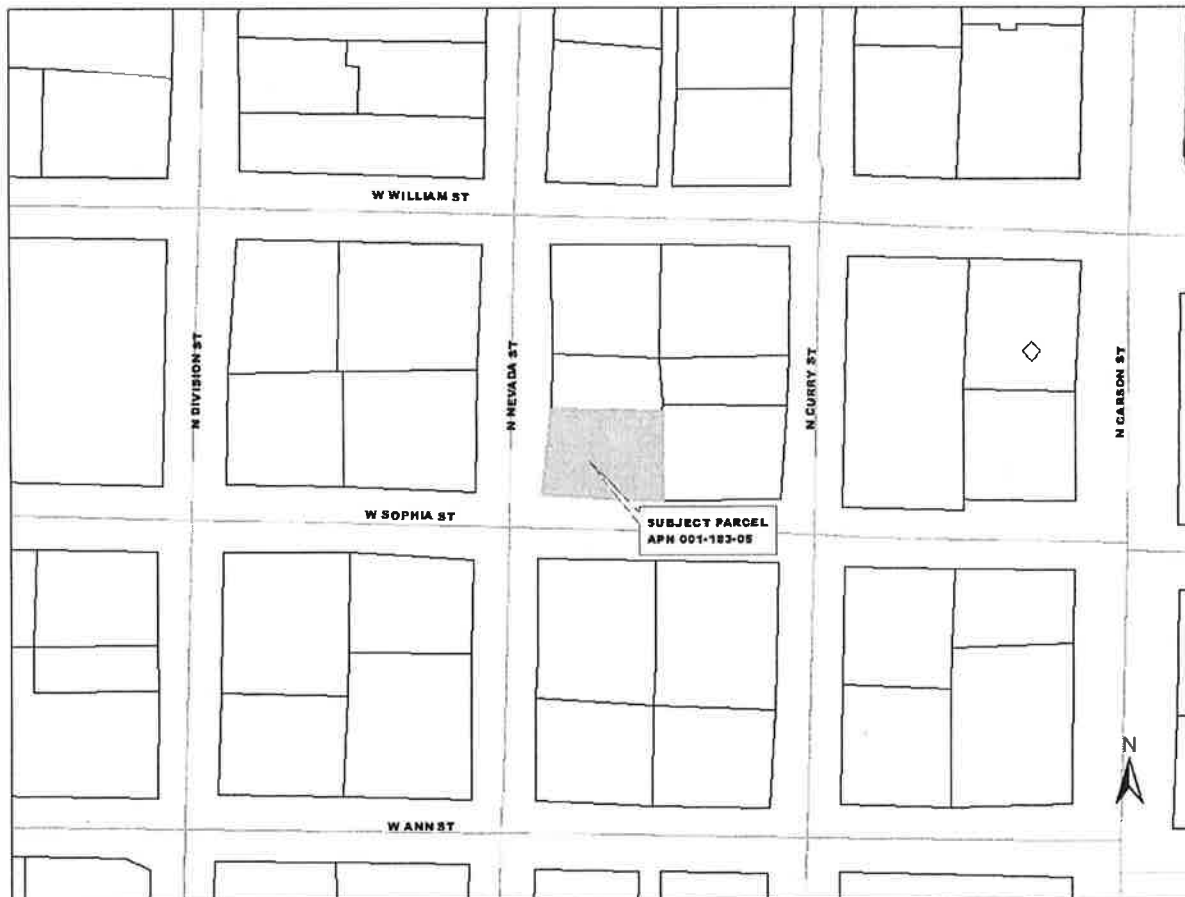 W WILLIAM ST
N DIVISION ST
N NEVADA ST
N CURRY ST
N CARSON ST
W SOPHIA ST
SUBJECT PARCEL
APN 001-183-05
N
W ANN ST